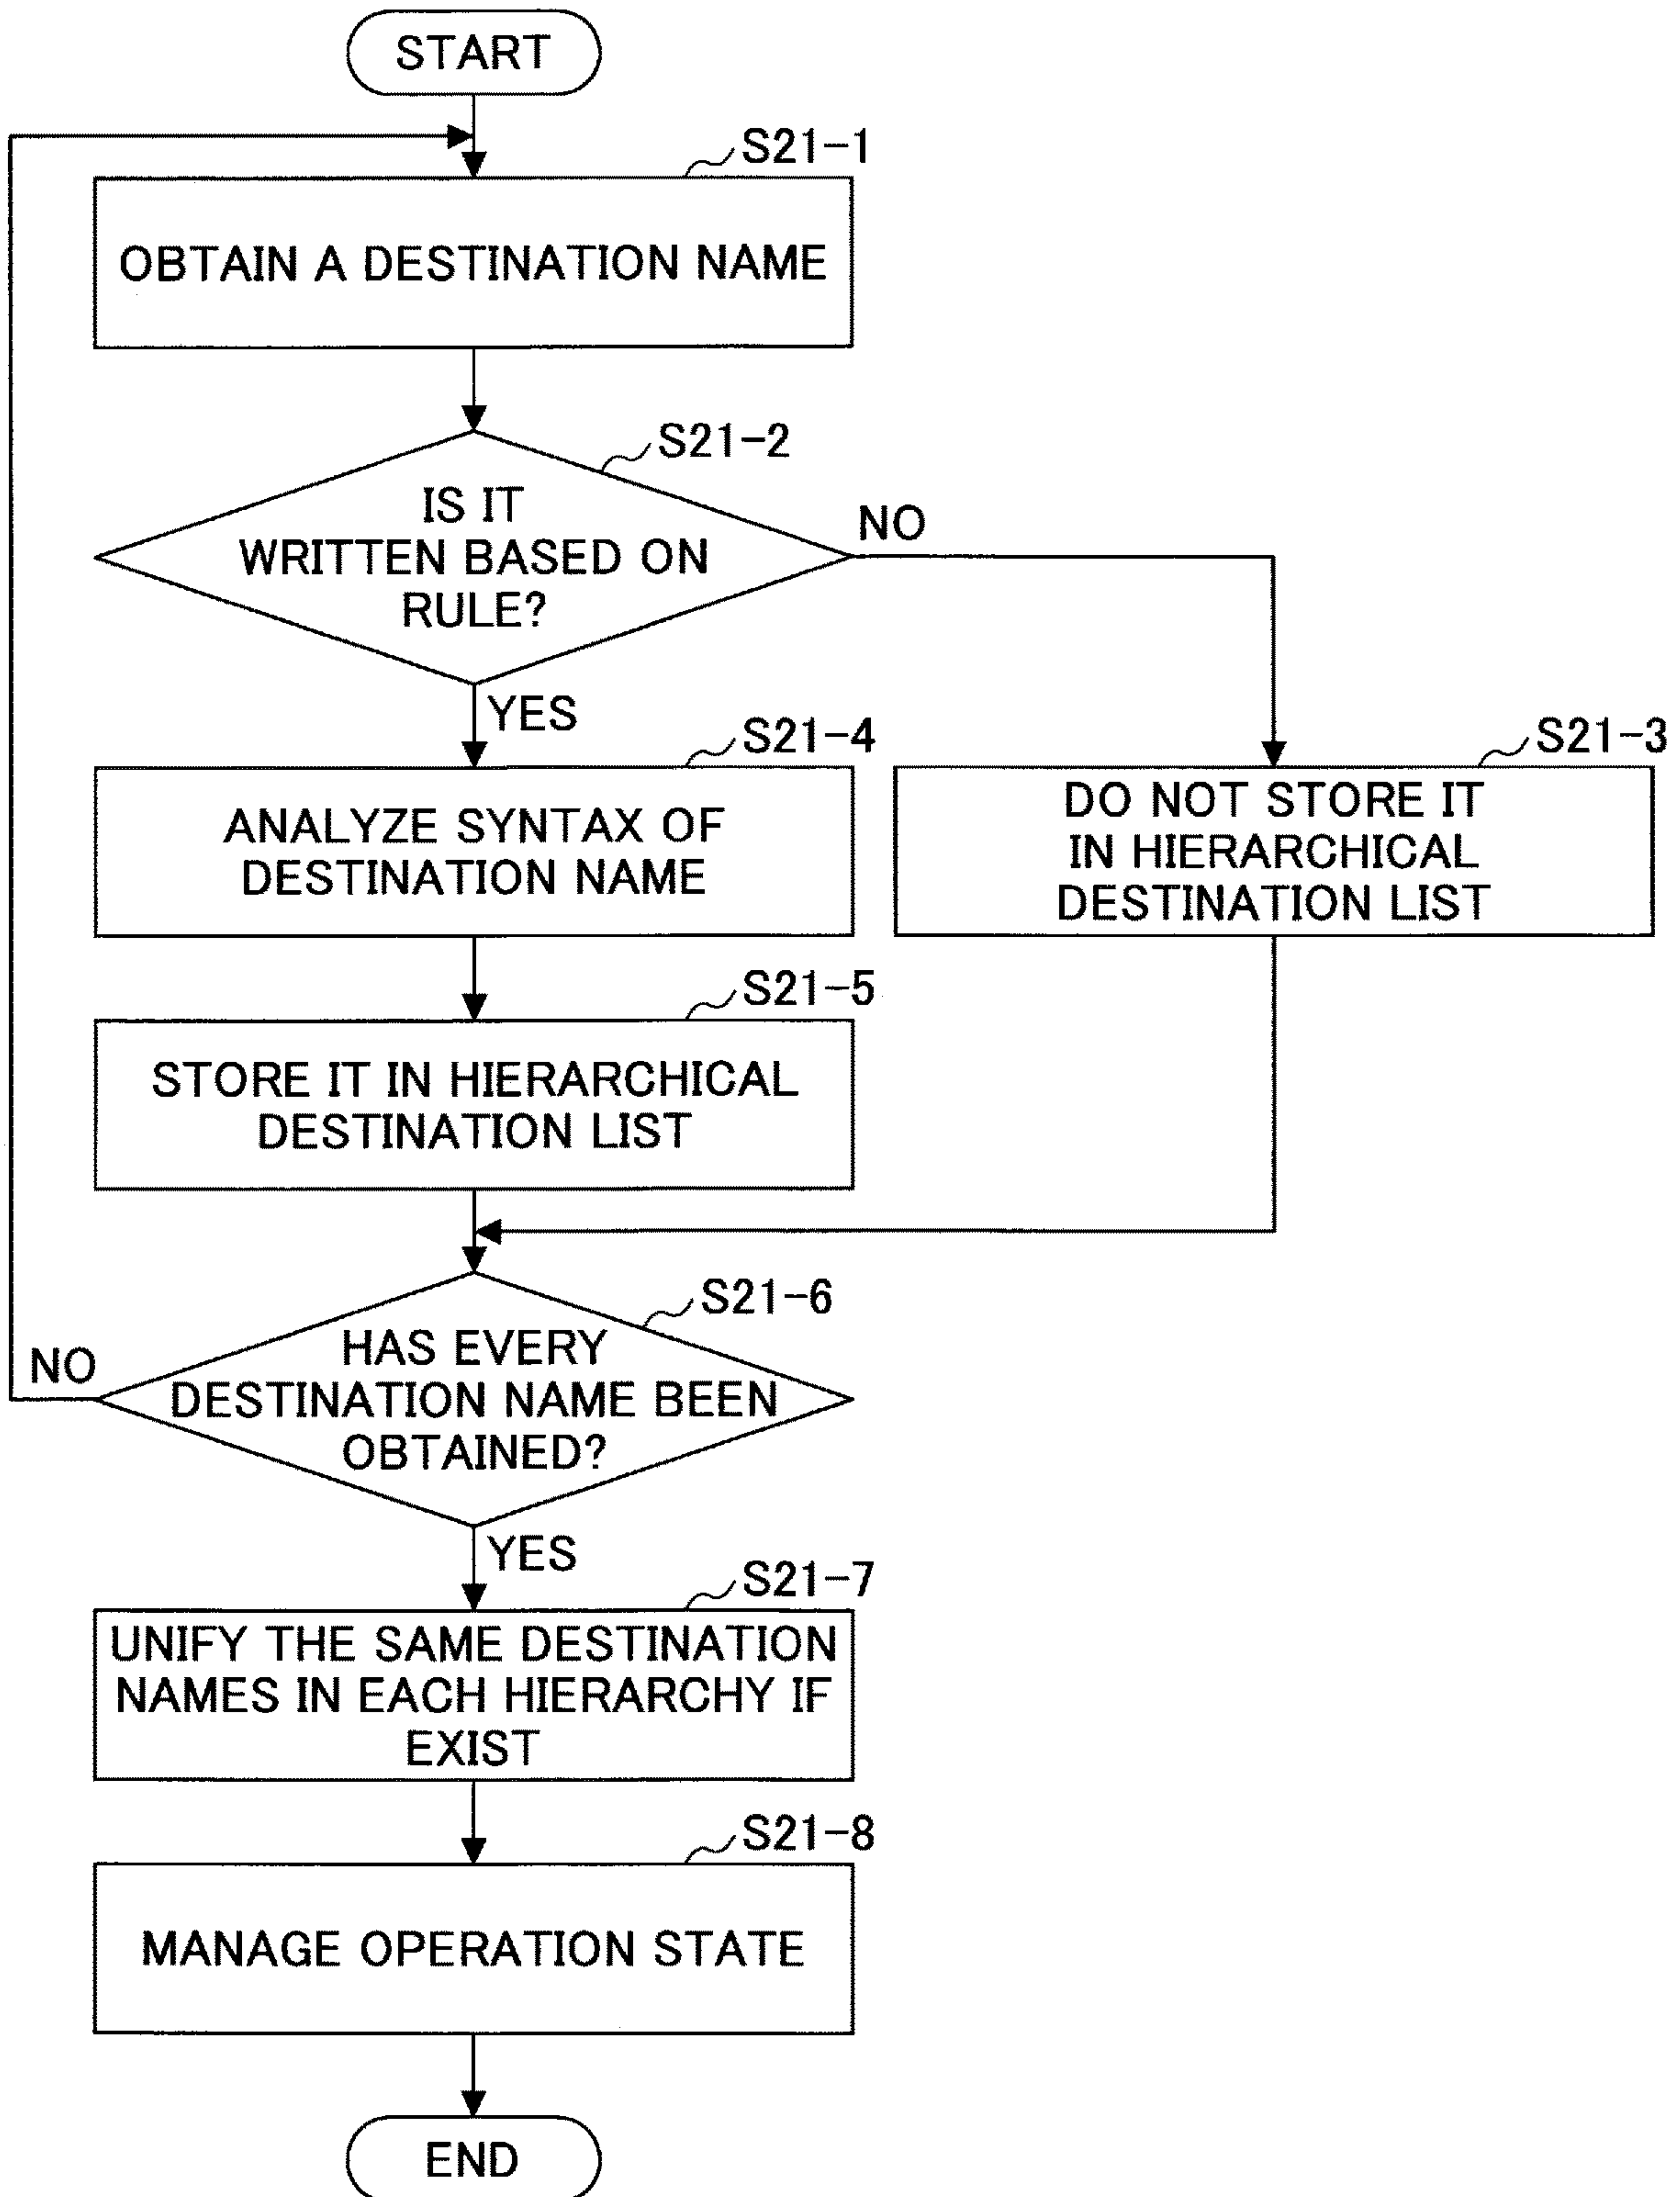 START
S21-1
OBTAIN A DESTINATION NAME
S21-2
IS IT
WRITTEN BASED ON
RULE?
NO
YES
S21-4
ANALYZE SYNTAX OF
DESTINATION NAME
S21-3
DO NOT STORE IT
IN HIERARCHICAL
DESTINATION LIST
S21-5
STORE IT IN HIERARCHICAL
DESTINATION LIST
S21-6
HAS EVERY
DESTINATION NAME BEEN
OBTAINED?
NO
YES
S21-7
UNIFY THE SAME DESTINATION
NAMES IN EACH HIERARCHY IF
EXIST
S21-8
MANAGE OPERATION STATE
END